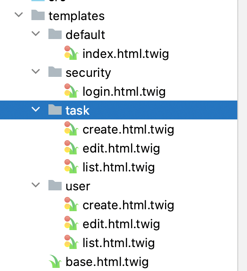 templates
default
index.html.twig
security
login.html.twig
task
create.html.twig
edit.html.twig
list.html.twig
user
create.html.twig
edit.html.twig
list.html.twig
base.html.twig